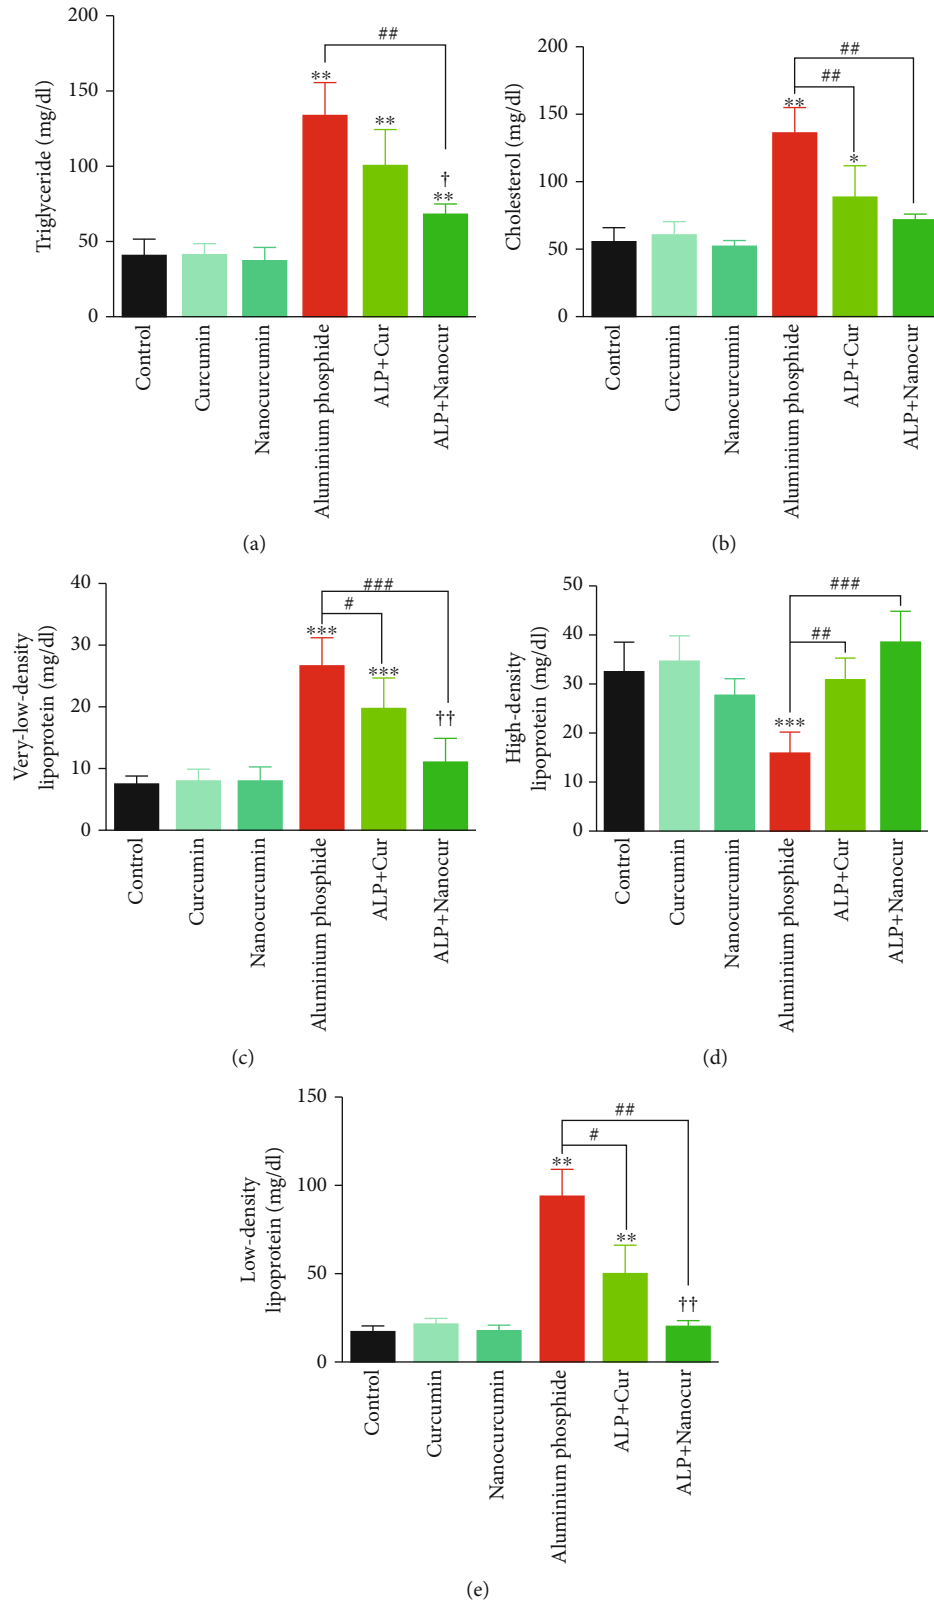 Triglyceride (mg/dl)
200
150
100
50
0
##
**
**
†
**
Control
Curcumin
Nanocurcumin
Aluminium phosphide
ALP+Cur
ALP+Nanocur
(a)
Cholesterol (mg/dl)
200
150
100
50
0
##
##
**
*
Control
Curcumin
Nanocurcumin
Aluminium phosphide
ALP+Cur
ALP+Nanocur
(b)
Very-low-density
lipoprotein (mg/dl)
40
30
20
10
0
###
#
***
***
††
Control
Curcumin
Nanocurcumin
Aluminium phosphide
ALP+Cur
ALP+Nanocur
(c)
High-density
lipoprotein (mg/dl)
50
40
30
20
10
0
###
##
***
Control
Curcumin
Nanocurcumin
Aluminium phosphide
ALP+Cur
ALP+Nanocur
(d)
Low-density
lipoprotein (mg/dl)
150
100
50
0
##
#
**
**
††
Control
Curcumin
Nanocurcumin
Aluminium phosphide
ALP+Cur
ALP+Nanocur
(e)